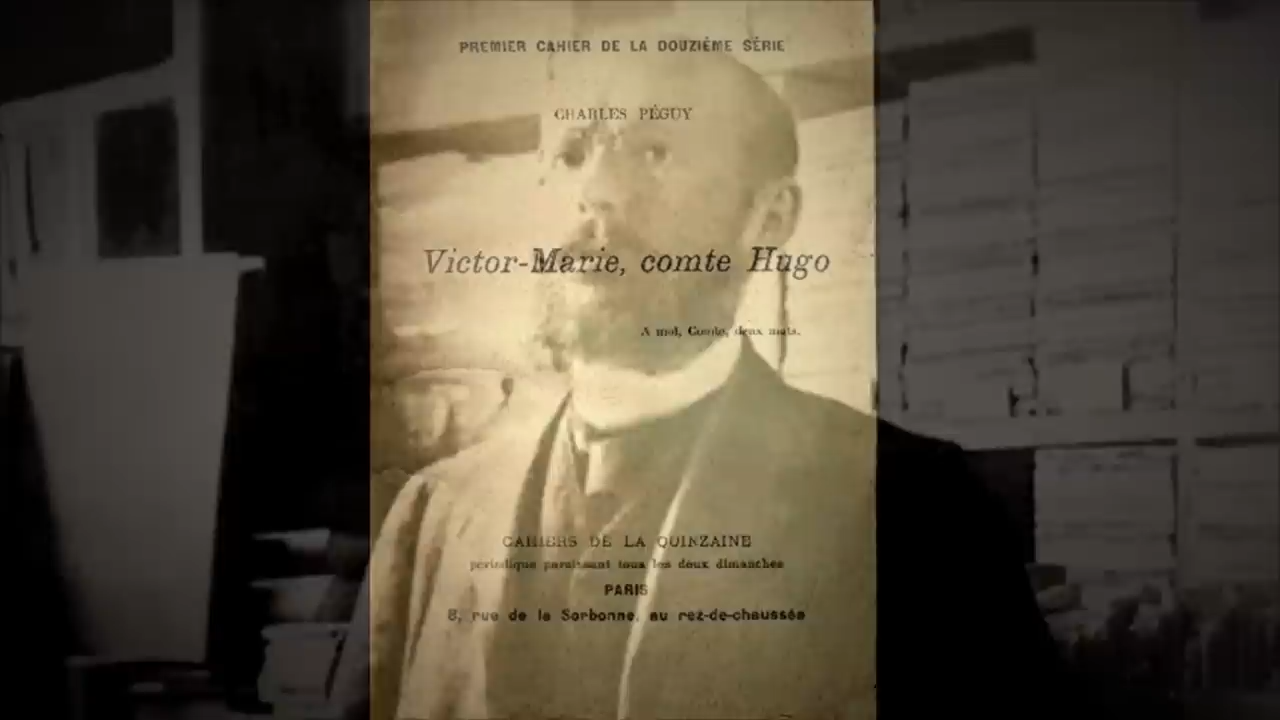 PREMIER CAHIER DE LA DOUZIÈME SÉRIE
CHARLES PÉGUY
Victor-Marie, comte Hugo
A moi, Comte, deux mots.
CAHIERS DE LA QUINZAINE
périodique paraissant tous les deux dimanches
PARIS
8, rue de la Sorbonne, au rez-de-chaussée